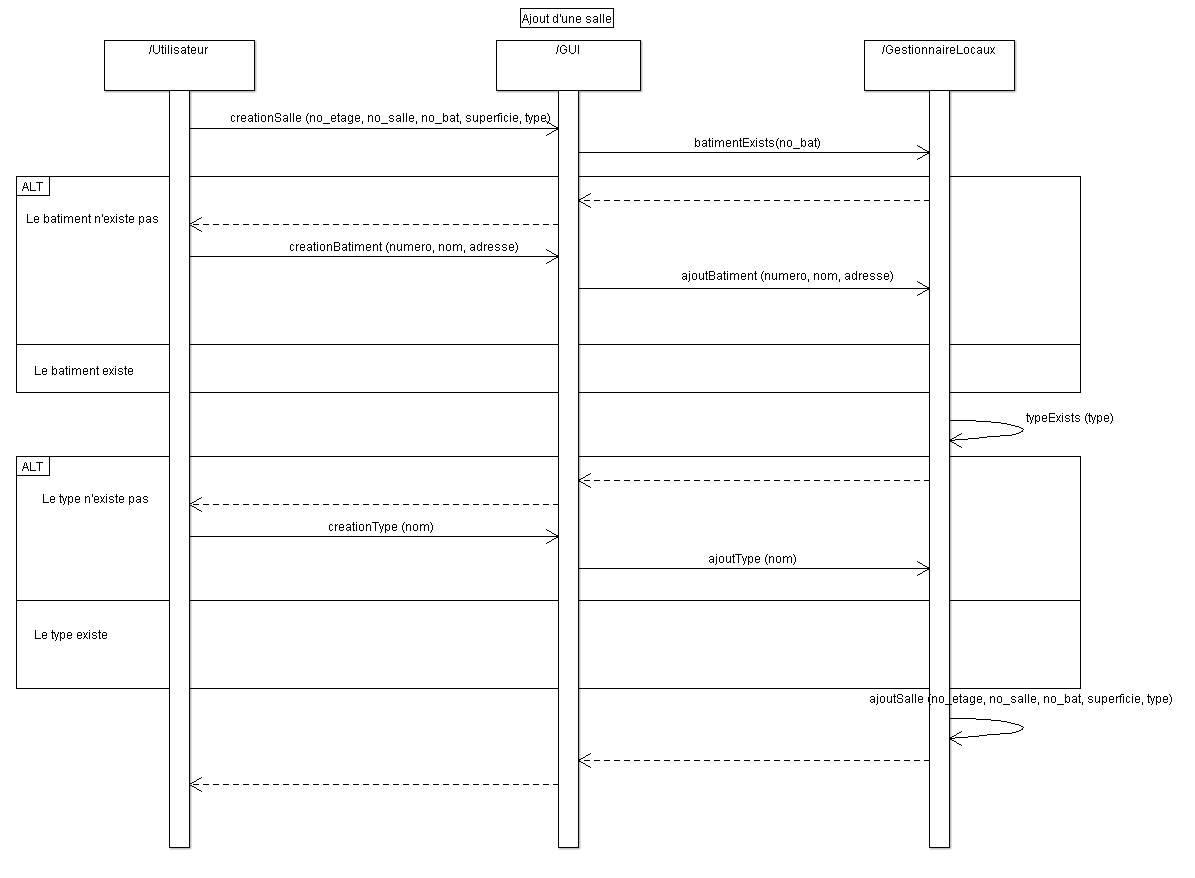 Ajout d'une salle
/Utilisateur
/GUI
/GestionnaireLocaux
creationSalle (no_etage, no_salle, no_bat, superficie, type)
batimentExists(no_bat)
ALT
Le batiment n'existe pas
creationBatiment (numero, nom, adresse)
ajoutBatiment (numero, nom, adresse)
Le batiment existe
typeExists (type)
ALT
Le type n'existe pas
creationType (nom)
ajoutType (nom)
Le type existe
ajoutSalle (no_etage, no_salle, no_bat, superficie, type)